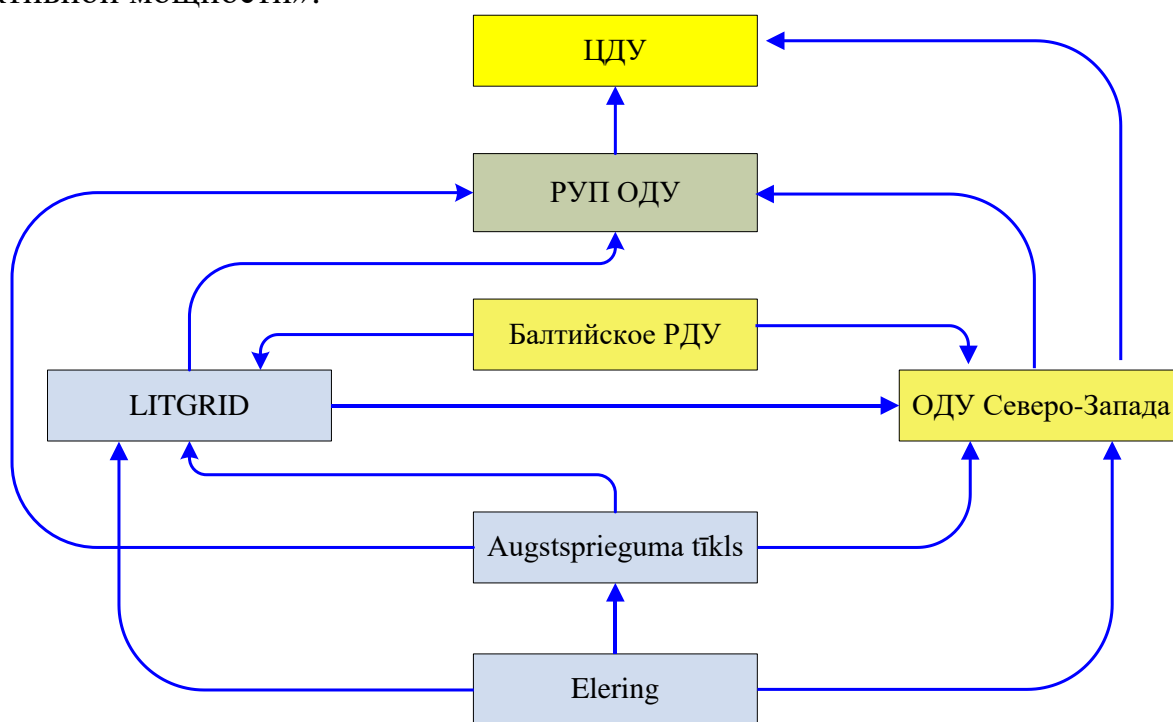 ЦДУ
РУП ОДУ
Балтийское РДУ
LITGRID
ОДУ Северо-Запада
Augstsprieguma tīkls
Elering